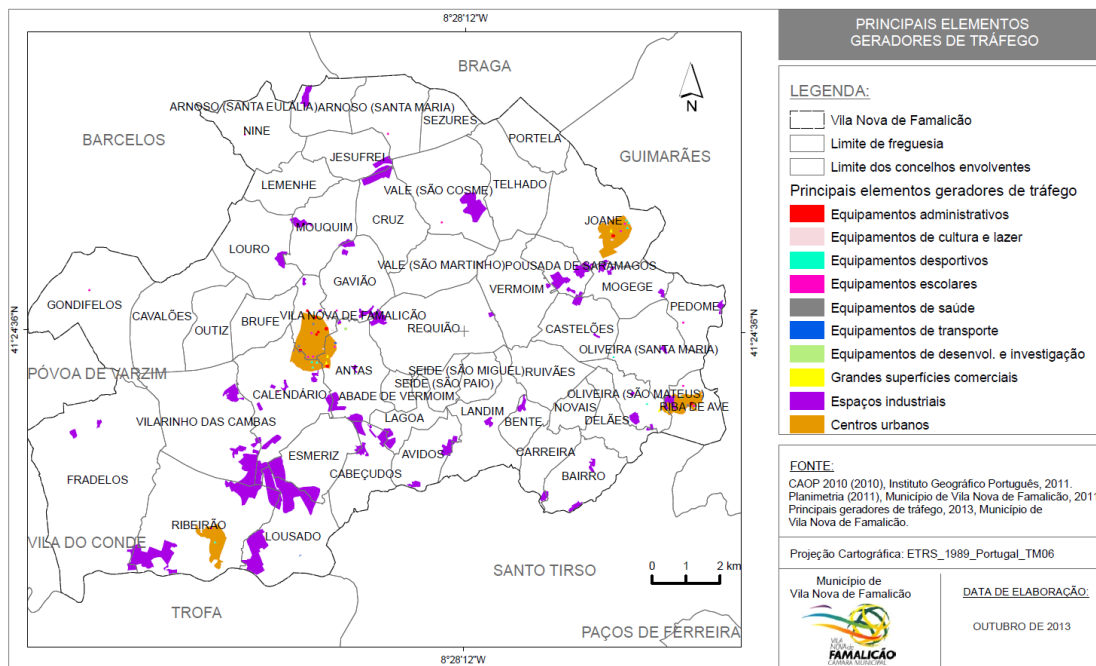 8°28'12"W
PRINCIPAIS ELEMENTOS
GERADORES DE TRÁFEGO
BRAGA
N
BARCELOS
GUIMARÃES
ARNOSO (SANTA EULÁLIA)
ARNOSO (SANTA MARIA)
SEZURES
NINE
PORTELA
JESUFREI
LEMENHE
VALE (SÃO COSME)
TELHADO
CRUZ
JOANE
MOUQUIM
LOURO
VALE (SÃO MARTINHO)
POUSADA DE SARAMAGOS
GAVIÃO
VERMOIM
MOGEGE
GONDIFELOS
PEDOME
CAVALÕES
VILA NOVA DE FAMALICÃO
BRUFE
OUTIZ
REQUIÃO
CASTELÕES
41°24'36"N
41°24'36"N
OLIVEIRA (SANTA MARIA)
PÓVOA DE VARZIM
ANTAS
SEIDE (SÃO MIGUEL)
RUIVÃES
SEIDE (SÃO PAIO)
CALENDÁRIO
ABADE DE VERMOIM
OLIVEIRA (SÃO MATEUS)
NOVAIS
RIBA DE AVE
LAGOA
LANDIM
VILARINHO DAS CAMBAS
BENTE
DELÃES
ESMERIZ
AVIDOS
CARREIRA
CABEÇUDOS
BAIRRO
FRADELOS
RIBEIRÃO
LOUSADO
VILA DO CONDE
SANTO TIRSO
0 1 2 km
TROFA
PAÇOS DE FERREIRA
8°28'12"W
LEGENDA:
Vila Nova de Famalicão
Limite de freguesia
Limite dos concelhos envolventes
Principais elementos geradores de tráfego
Equipamentos administrativos
Equipamentos de cultura e lazer
Equipamentos desportivos
Equipamentos escolares
Equipamentos de saúde
Equipamentos de transporte
Equipamentos de desenvol. e investigação
Grandes superfícies comerciais
Espaços industriais
Centros urbanos
FONTE:
CAOP 2010 (2010), Instituto Geográfico Português, 2011.
Planimetria (2011), Município de Vila Nova de Famalicão, 2011
Principais geradores de tráfego, 2013, Município de
Vila Nova de Famalicão.
Projeção Cartográfica: ETRS_1989_Portugal_TM06
Município de
Vila Nova de Famalicão
VILA
NOVA DE
FAMALICÃO
CÂMARA MUNICIPAL
DATA DE ELABORAÇÃO:
OUTUBRO DE 2013